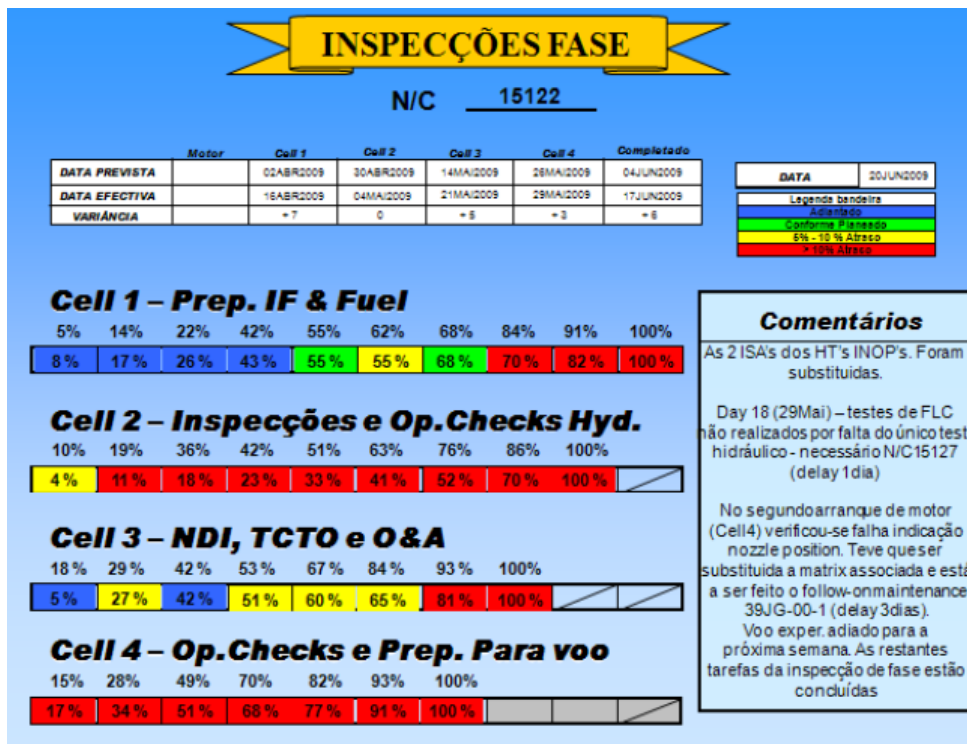 INSPECÇÕES FASE
N/C 15122
Motor Cell 1 Cell 2 Cell 3 Cell 4 Completado
DATA PREVISTA 02ABR2009 30ABR2009 14MAI2009 26MAI2009 04JUN2009
DATA EFECTIVA 16ABR2009 04MAI2009 21MAI2009 29MAI2009 17JUN2009
VARIÂNCIA +7 0 +5 +3 +6
DATA 20JUN2009
Legenda bandeira
Adiantado
Conforme Planeado
5% - 10 % Atraso
> 10% Atraso
Cell 1 – Prep. IF & Fuel
5% 14% 22% 42% 55% 62% 68% 84% 91% 100%
8 % 17 % 26 % 43 % 55 % 55 % 68 % 70 % 82 % 100 %
Cell 2 – Inspecções e Op.Checks Hyd.
10% 19% 36% 42% 51% 63% 76% 86% 100%
4 % 11 % 18 % 23 % 33 % 41 % 52 % 70 % 100 %
Cell 3 – NDI, TCTO e O&A
18 % 29 % 42 % 53 % 67 % 84 % 93 % 100%
5 % 27 % 42 % 51 % 60 % 65 % 81 % 100 %
Cell 4 – Op.Checks e Prep. Para voo
15% 28% 49% 70% 82% 93% 100%
17 % 34 % 51 % 68 % 77 % 91 % 100 %
Comentários
As 2 ISA's dos HT's INOP's. Foram
substituidas.
Day 18 (29Mai) – testes de FLC
não realizados por falta do único test
hidráulico - necessário N/C15127
(delay 1dia)
No segundo arranque de motor
(Cell4) verificou-se falha indicação
nozzle position. Teve que ser
substituida a matrix associada e está
a ser feito o follow-on maintenance
39JG-00-1 (delay 3dias).
Voo exper. adiado para a
próxima semana. As restantes
tarefas da inspecção de fase estão
concluídas